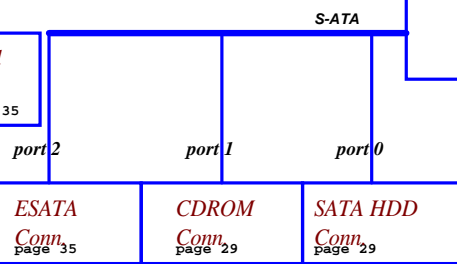 S-ATA
35
port 2
port 1
port 0
ESATA
Conn.
page 35
CDROM
Conn.
page 29
SATA HDD
Conn.
page 29